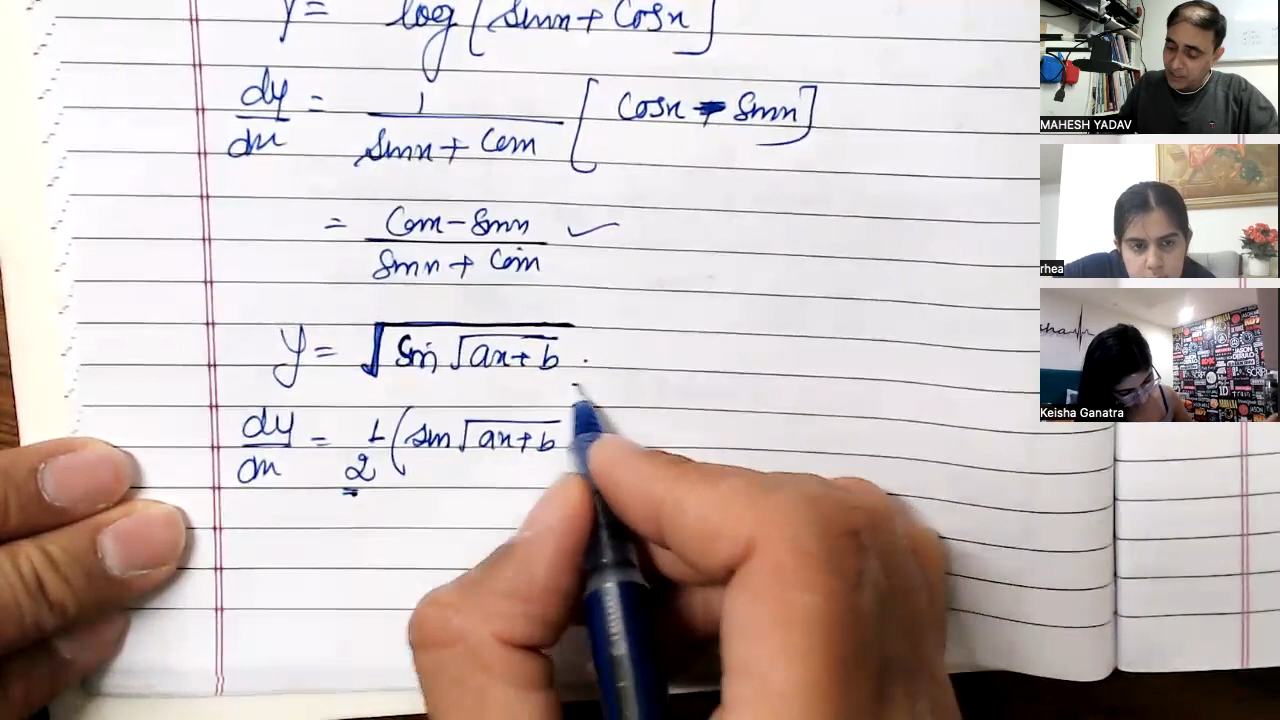 y = log [sinx + cosx]
dy/dx = 1/(sinx + cosx) [cosx - sinx]
= (cosx - sinx)/(sinx + cosx) ✓
y = √(sin √(ax+b)) .
dy/dx = 1/2 (sin √(ax+b)
MAHESH YADAV
rhea
Keisha Ganatra